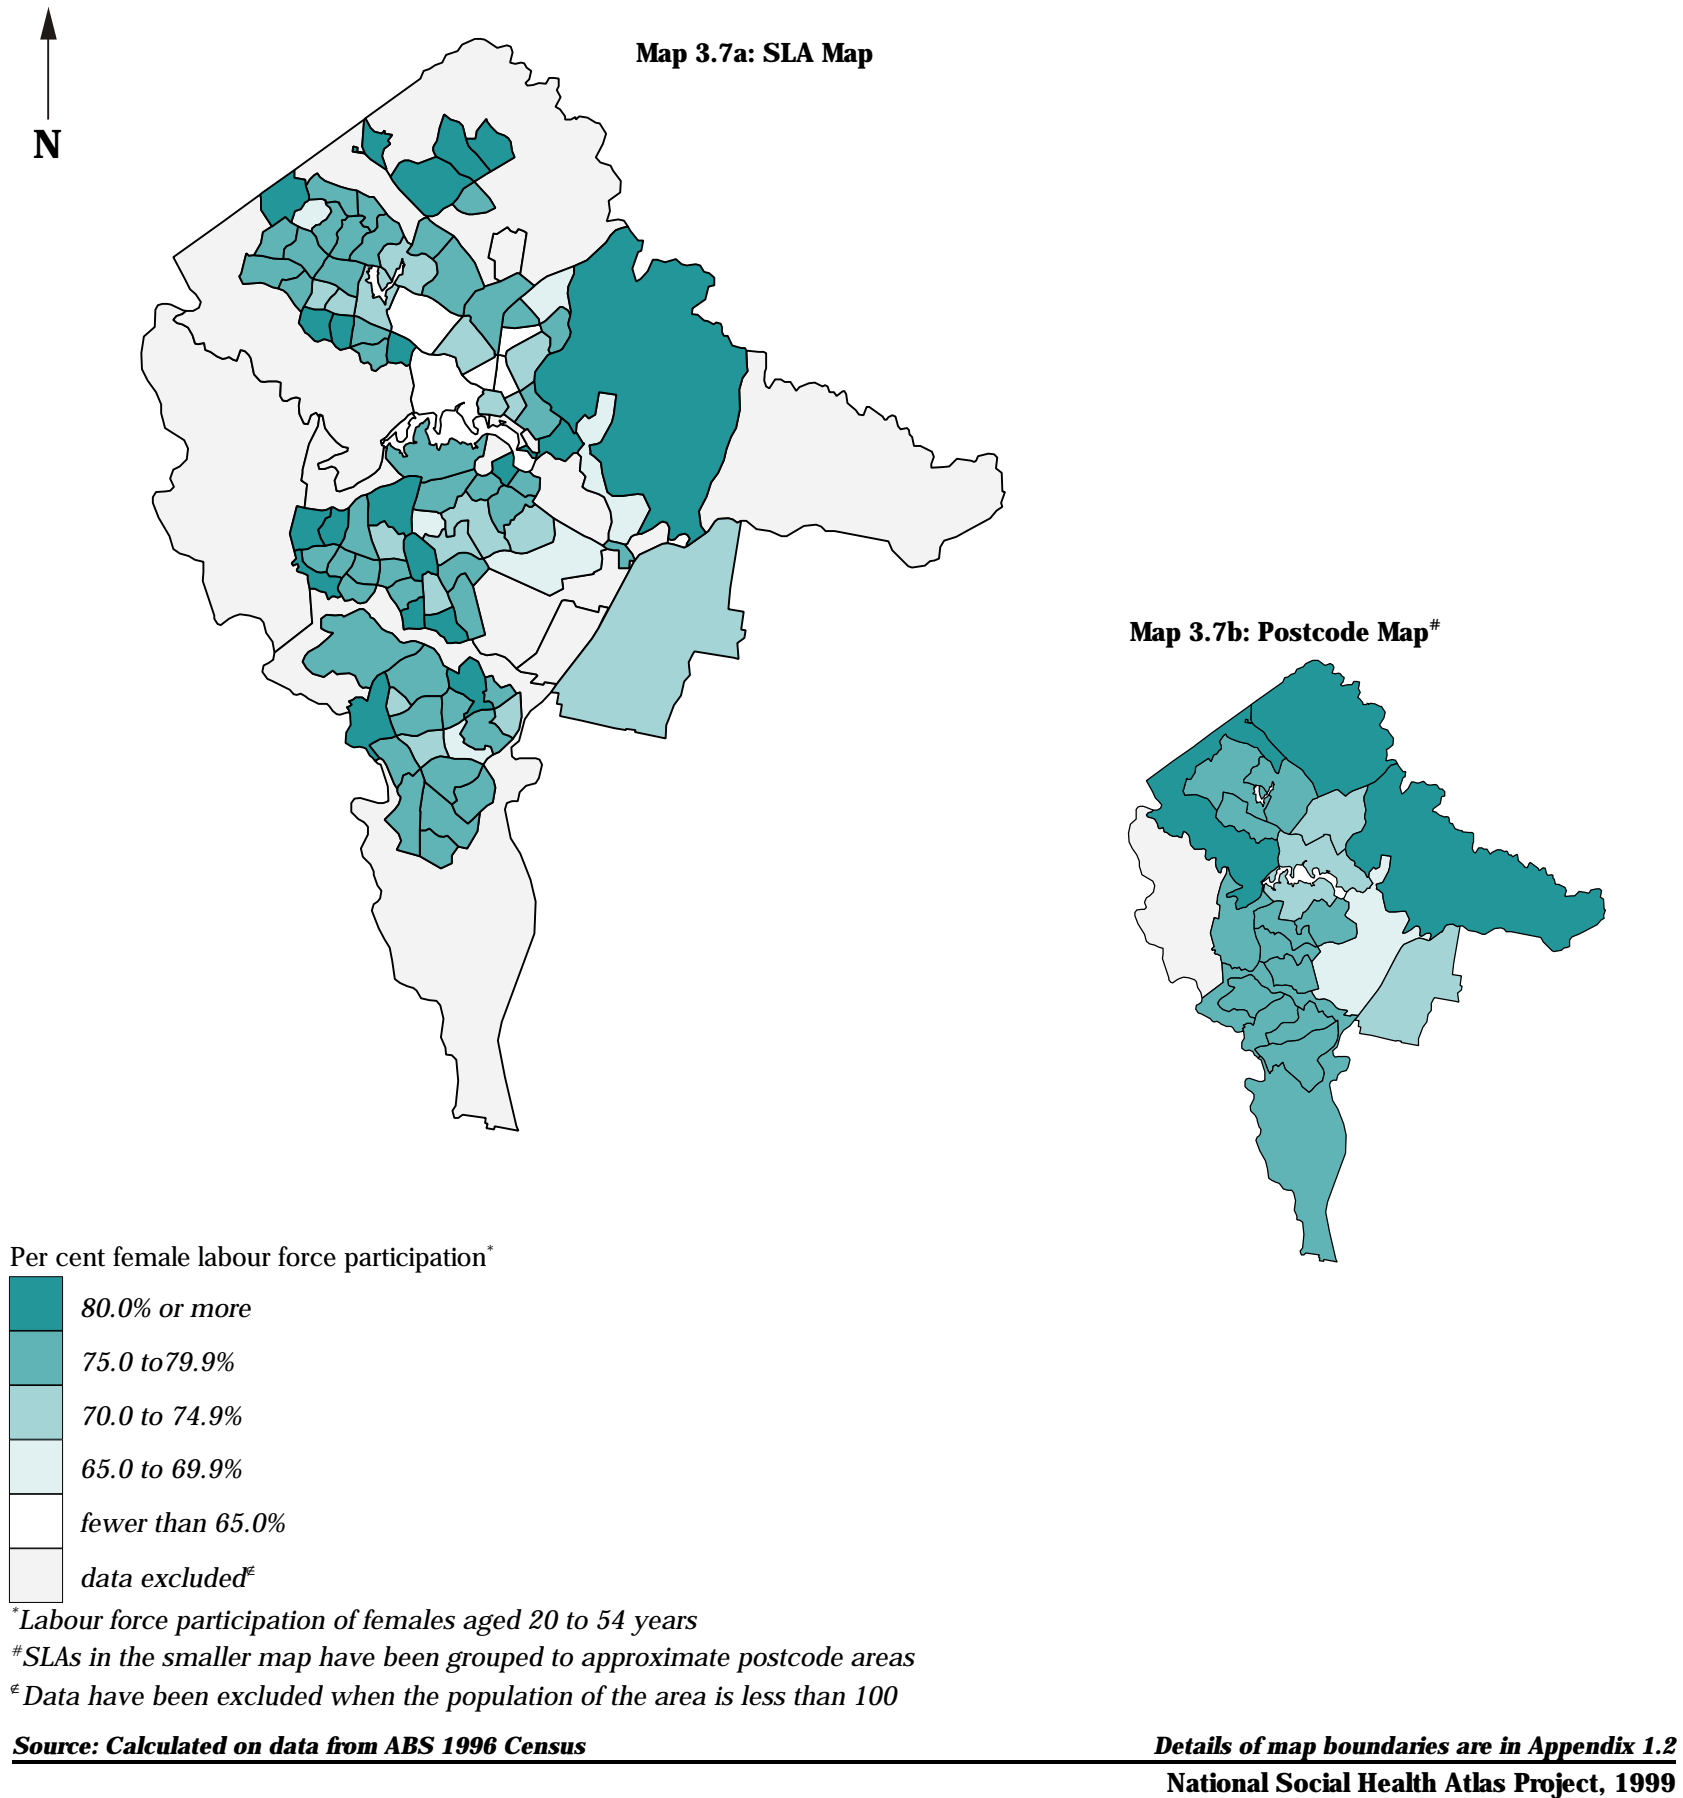 Map 3.7a: SLA Map
N
Map 3.7b: Postcode Map#
Per cent female labour force participation*
80.0% or more
75.0 to79.9%
70.0 to 74.9%
65.0 to 69.9%
fewer than 65.0%
data excluded∉
*Labour force participation of females aged 20 to 54 years
#SLAs in the smaller map have been grouped to approximate postcode areas
∉Data have been excluded when the population of the area is less than 100
Source: Calculated on data from ABS 1996 Census
Details of map boundaries are in Appendix 1.2
National Social Health Atlas Project, 1999